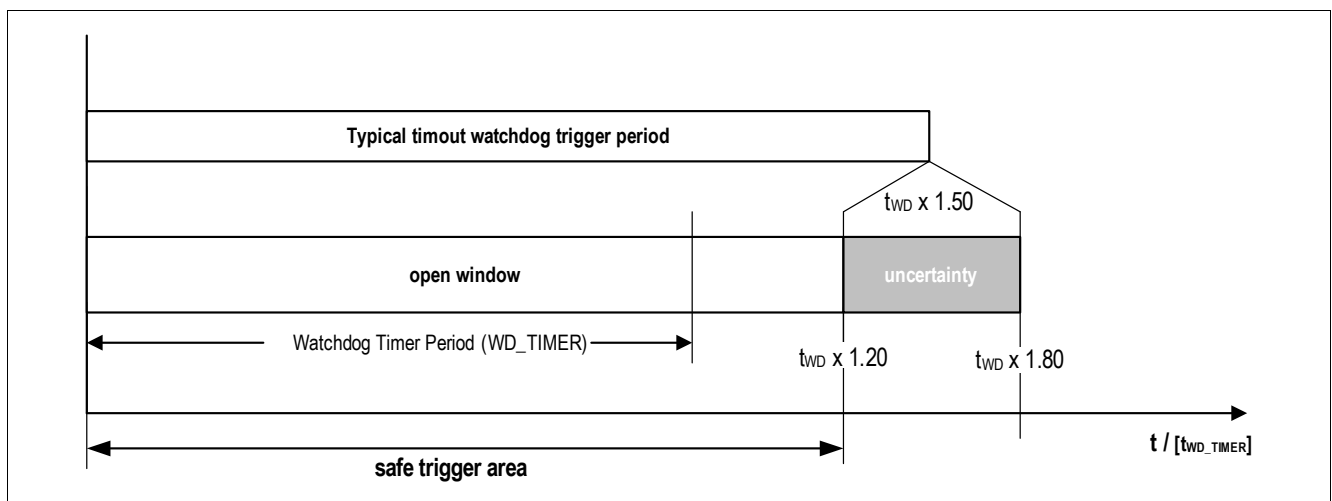 Typical timout watchdog trigger period
tWD x 1.50
open window
uncertainty
Watchdog Timer Period (WD_TIMER)
tWD x 1.20
tWD x 1.80
t / [tWD_TIMER]
safe trigger area